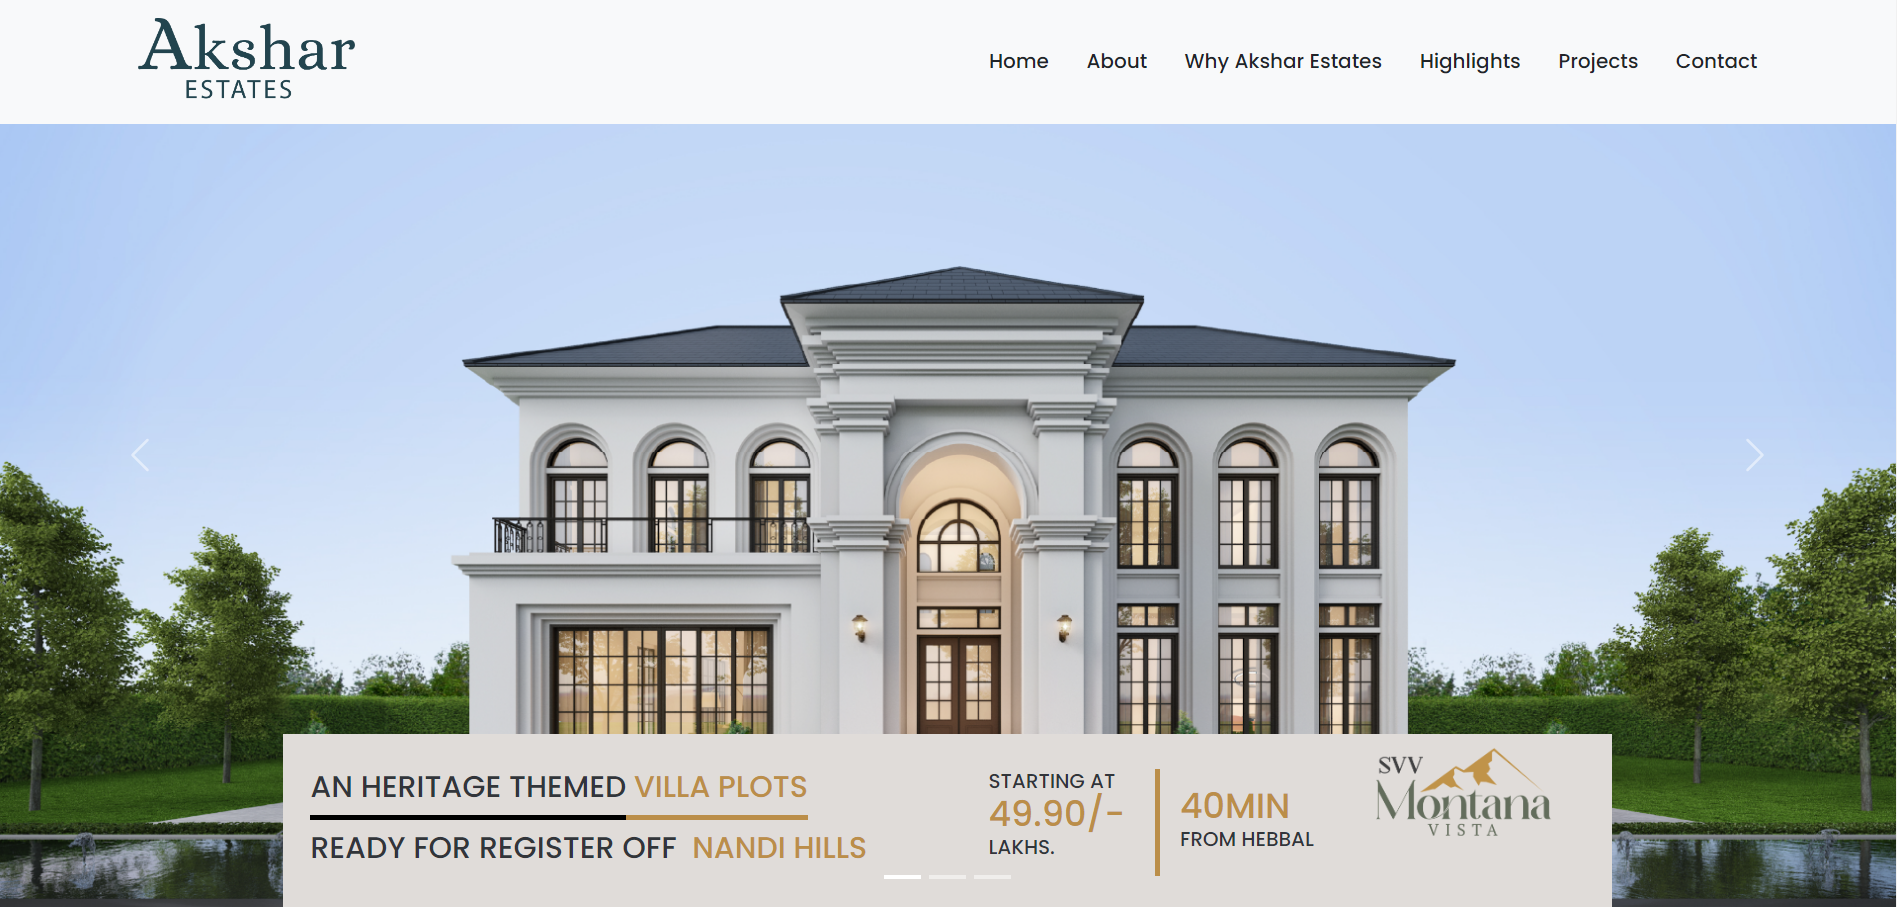 Akshar
ESTATES
Home About Why Akshar Estates Highlights Projects Contact
AN HERITAGE THEMED VILLA PLOTS
READY FOR REGISTER OFF NANDI HILLS
STARTING AT
49.90/-
LAKHS.
40MIN
FROM HEBBAL
SVV
Montana
VISTA